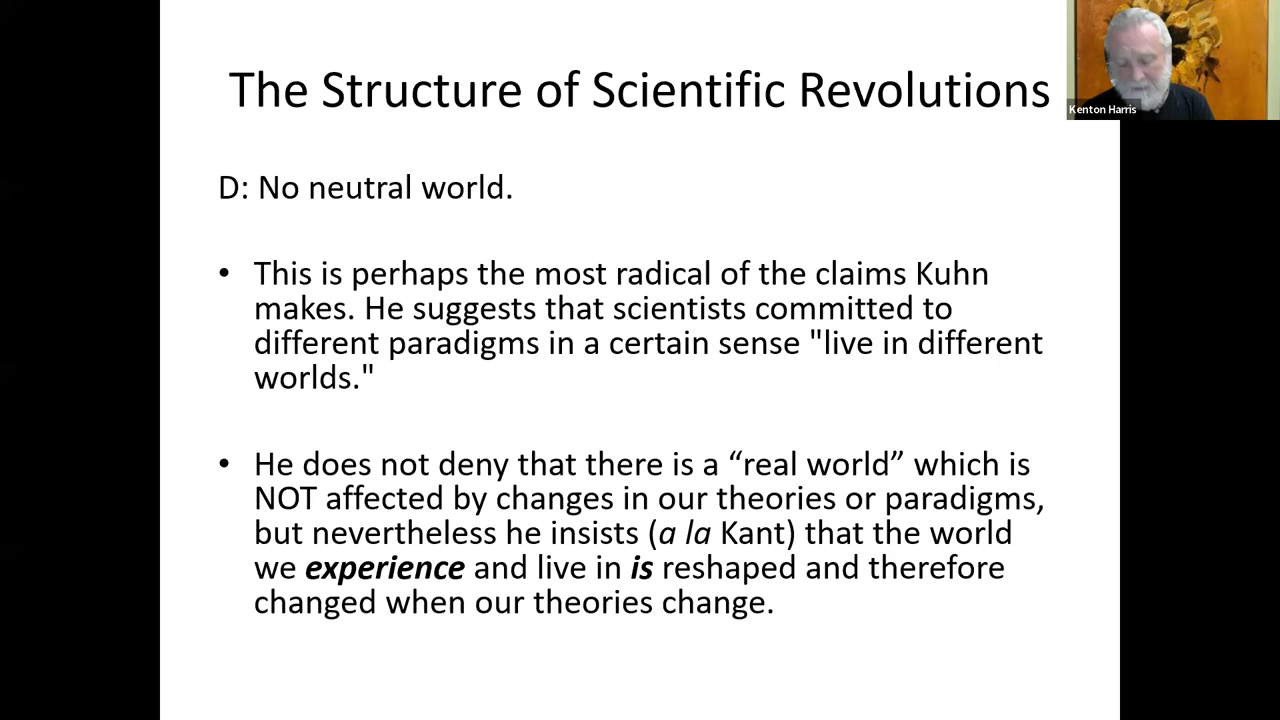 The Structure of Scientific Revolutions
Kenton Harris
D: No neutral world.
• This is perhaps the most radical of the claims Kuhn
makes. He suggests that scientists committed to
different paradigms in a certain sense "live in different
worlds."
• He does not deny that there is a “real world” which is
NOT affected by changes in our theories or paradigms,
but nevertheless he insists (a la Kant) that the world
we experience and live in is reshaped and therefore
changed when our theories change.